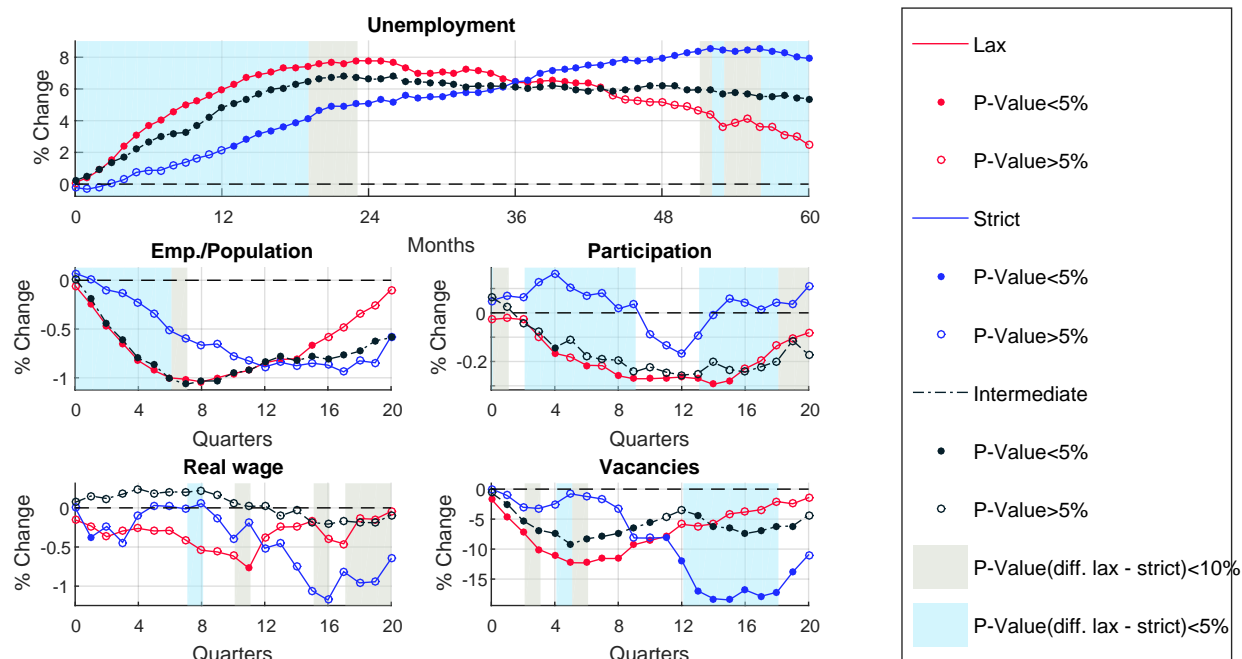 Unemployment
% Change
8
6
4
2
0
0 12 24 36 48 60
Months
Emp./Population
% Change
0
-0.5
-1
0 4 8 12 16 20
Quarters
Participation
% Change
0
-0.2
0 4 8 12 16 20
Quarters
Real wage
% Change
0
-0.5
-1
0 4 8 12 16 20
Quarters
Vacancies
% Change
0
-5
-10
-15
0 4 8 12 16 20
Quarters
Lax
P-Value<5%
P-Value>5%
Strict
P-Value<5%
P-Value>5%
Intermediate
P-Value<5%
P-Value>5%
P-Value(diff. lax - strict)<10%
P-Value(diff. lax - strict)<5%